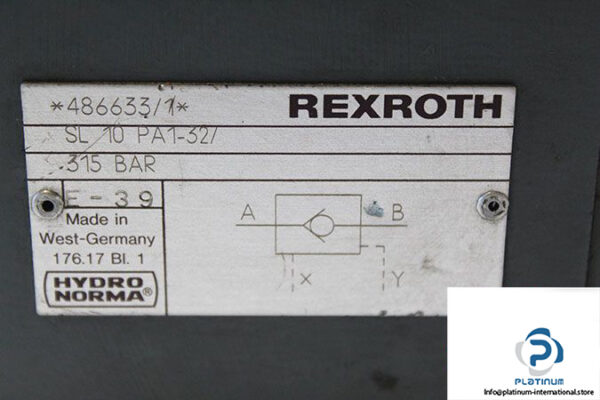 *486633/1*
REXROTH
SL 10 PA1-32/
315 BAR
E-39
Made in
West-Germany
176.17 Bl. 1
HYDRO
NORMA®
A
B
X
Y
PLATINUM
Info@platinum-international.store